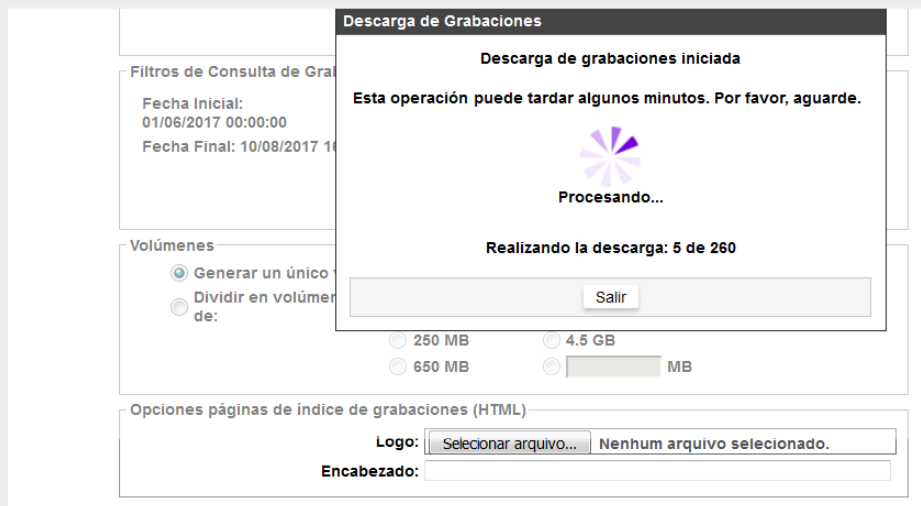 Descarga de Grabaciones
Descarga de grabaciones iniciada
Esta operación puede tardar algunos minutos. Por favor, aguarde.
Procesando...
Realizando la descarga: 5 de 260
Salir
Filtros de Consulta de
Fecha Inicial:
01/06/2017 00:00:00
Fecha Final: 10/08/2017
Volúmenes
Generar un único
Dividir en
de:
250 MB
4.5 GB
650 MB
MB
Opciones páginas de índice de grabaciones (HTML)
Logo: Selecionar arquivo... Nenhum arquivo selecionado.
Encabezado: